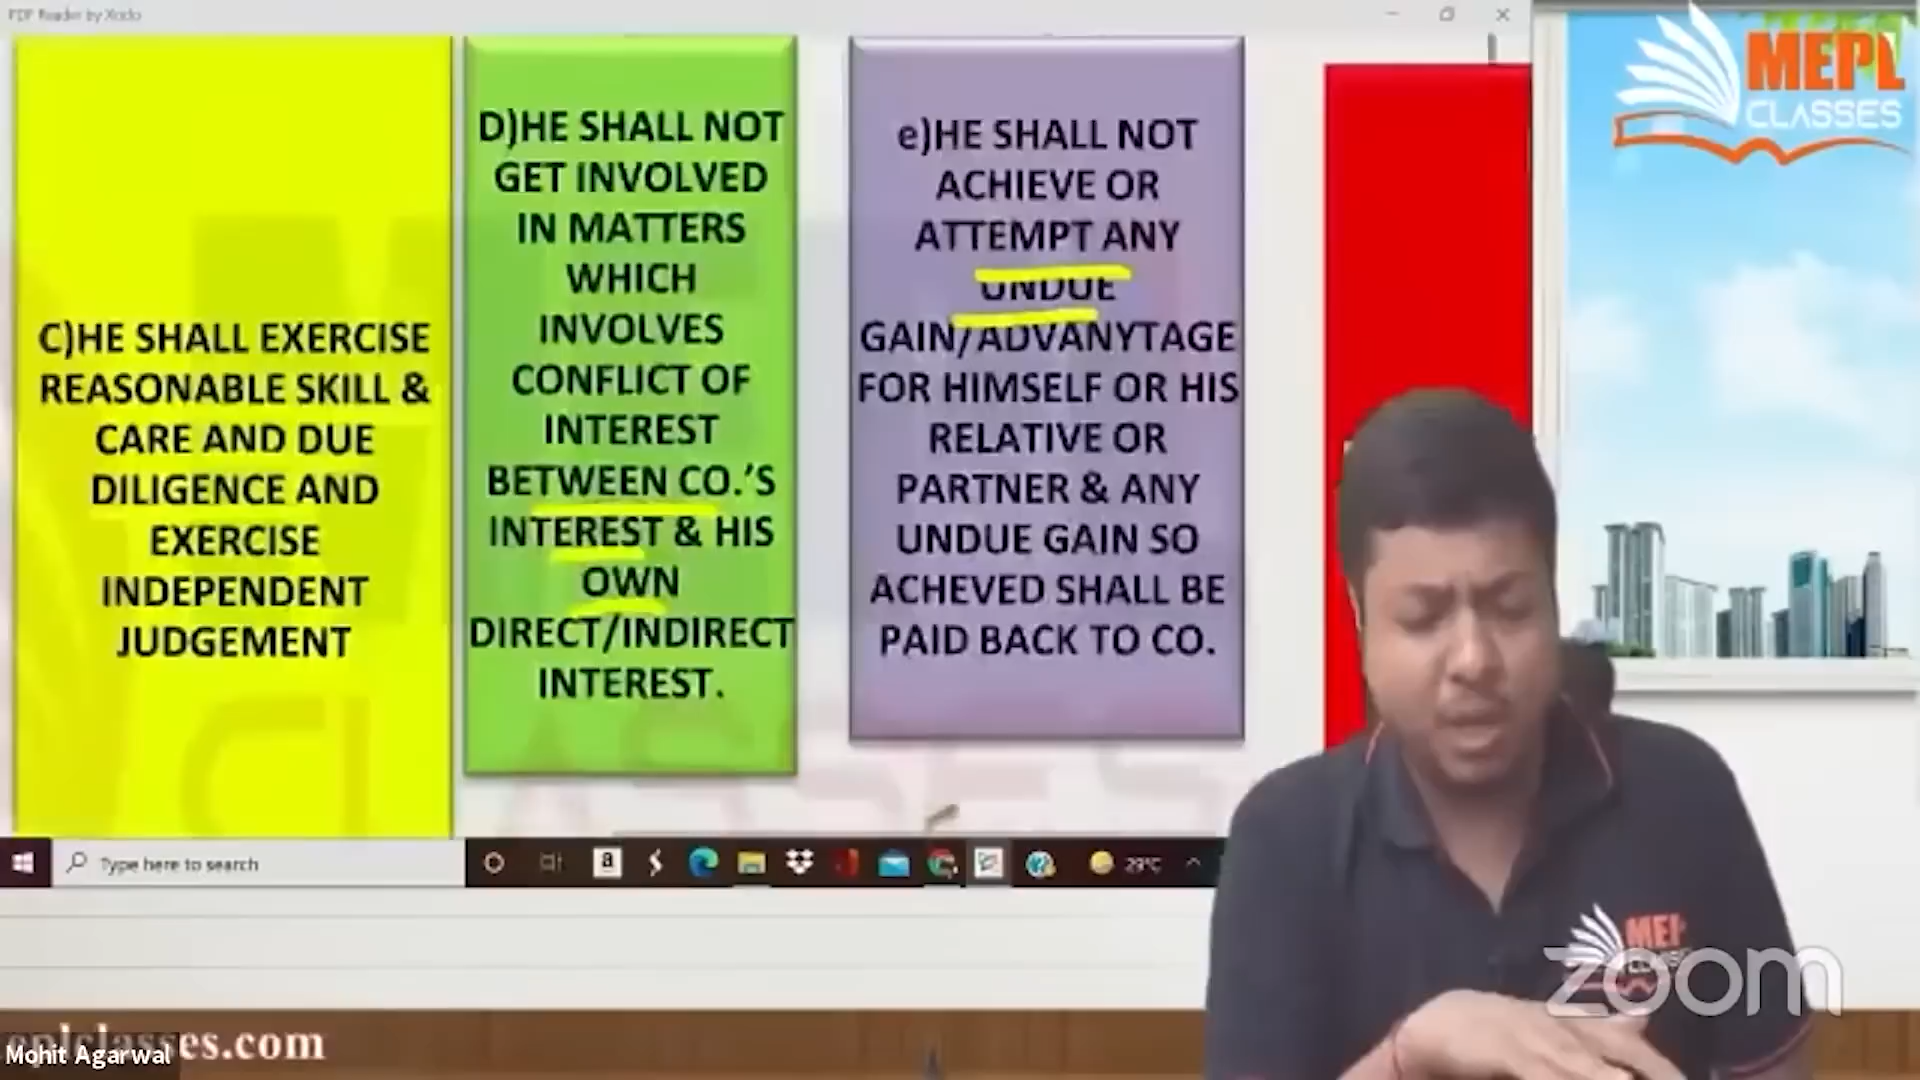 PDF Reader by Xodo
C)HE SHALL EXERCISE
REASONABLE SKILL &
CARE AND DUE
DILIGENCE AND
EXERCISE
INDEPENDENT
JUDGEMENT
D)HE SHALL NOT
GET INVOLVED
IN MATTERS
WHICH
INVOLVES
CONFLICT OF
INTEREST
BETWEEN CO.’S
INTEREST & HIS
OWN
DIRECT/INDIRECT
INTEREST.
e)HE SHALL NOT
ACHIEVE OR
ATTEMPT ANY
UNDUE
GAIN/ADVANYTAGE
FOR HIMSELF OR HIS
RELATIVE OR
PARTNER & ANY
UNDUE GAIN SO
ACHEVED SHALL BE
PAID BACK TO CO.
MEPL
CLASSES
CLASSES
Type here to search
a
29°C
zoom
eplclasses.com
Mohit Agarwal